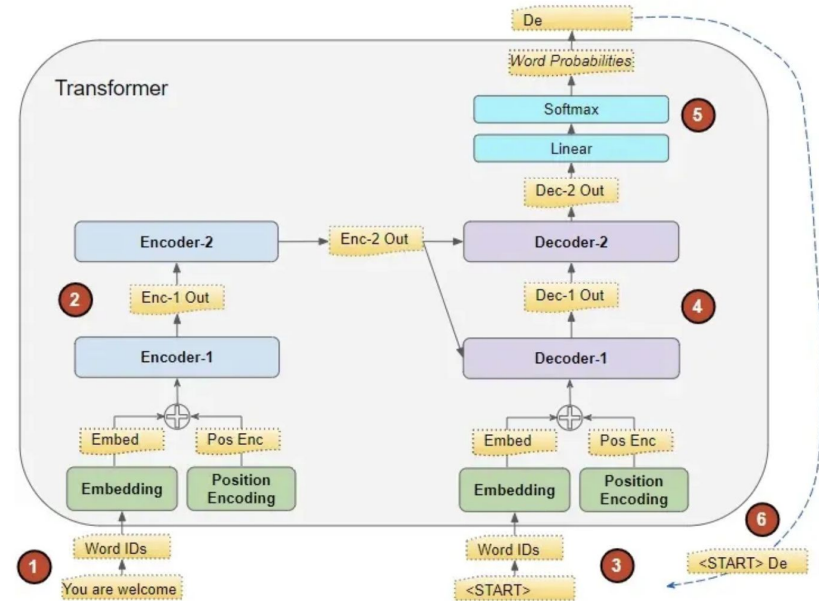 De
Word Probabilities
Transformer
Softmax
5
Linear
Dec-2 Out
Encoder-2
Enc-2 Out
Decoder-2
2
Enc-1 Out
Dec-1 Out
4
Encoder-1
Decoder-1
Embed
Pos Enc
Embed
Pos Enc
Embedding
Position
Encoding
Embedding
Position
Encoding
6
1
Word IDs
Word IDs
3
<START> De
You are welcome
<START>